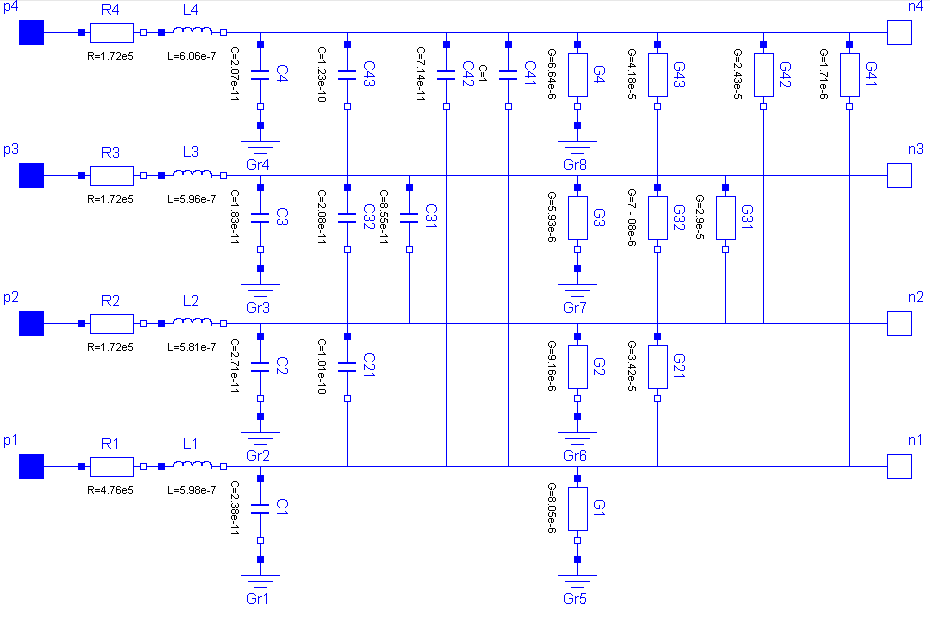 p4
R4
R=1.72e5
L4
L=6.06e-7
C=2.07e-11
C4
C=1.23e-10
C43
C=7.14e-11
C42
C=1
C41
G=6.64e-6
G4
G=4.18e-5
G43
G=2.43e-5
G42
G=1.71e-6
G41
n4
Gr4
Gr8
p3
R3
R=1.72e5
L3
L=5.96e-7
C=1.83e-11
C3
C=2.08e-11
C32
C=8.55e-11
C31
G=5.93e-6
G3
G=7 - 08e-6
G32
G=2.9e-5
G31
n3
Gr3
Gr7
p2
R2
R=1.72e5
L2
L=5.81e-7
C=2.71e-11
C2
C=1.01e-10
C21
G=9.16e-6
G2
G=3.42e-5
G21
n2
Gr2
Gr6
p1
R1
R=4.76e5
L1
L=5.98e-7
C=2.38e-11
C1
G=8.05e-6
G1
n1
Gr1
Gr5